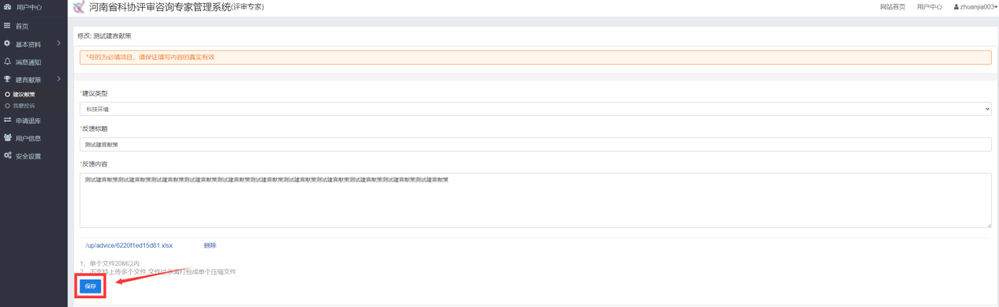 用户中心
河南省科协评审咨询专家管理系统(评审专家)
网站首页 用户中心 zhuanjia003
首页
基本资料
消息通知
建言献策
建议献策
我要投诉
申请退库
用户信息
安全设置
修改: 测试建言献策
*号的为必填项目，请保证填写内容的真实有效
*建议类型
科技环境
*反馈标题
测试建言献策
*反馈内容
测试建言献策测试建言献策测试建言献策测试建言献策测试建言献策测试建言献策测试建言献策测试建言献策测试建言献策测试建言献策测试建言献策
/up/advice/6220f1ed15d81.xlsx 删除
1、单个文件20M以内
2、不支持上传多个文件,文件过多请打包成单个压缩文件
保存